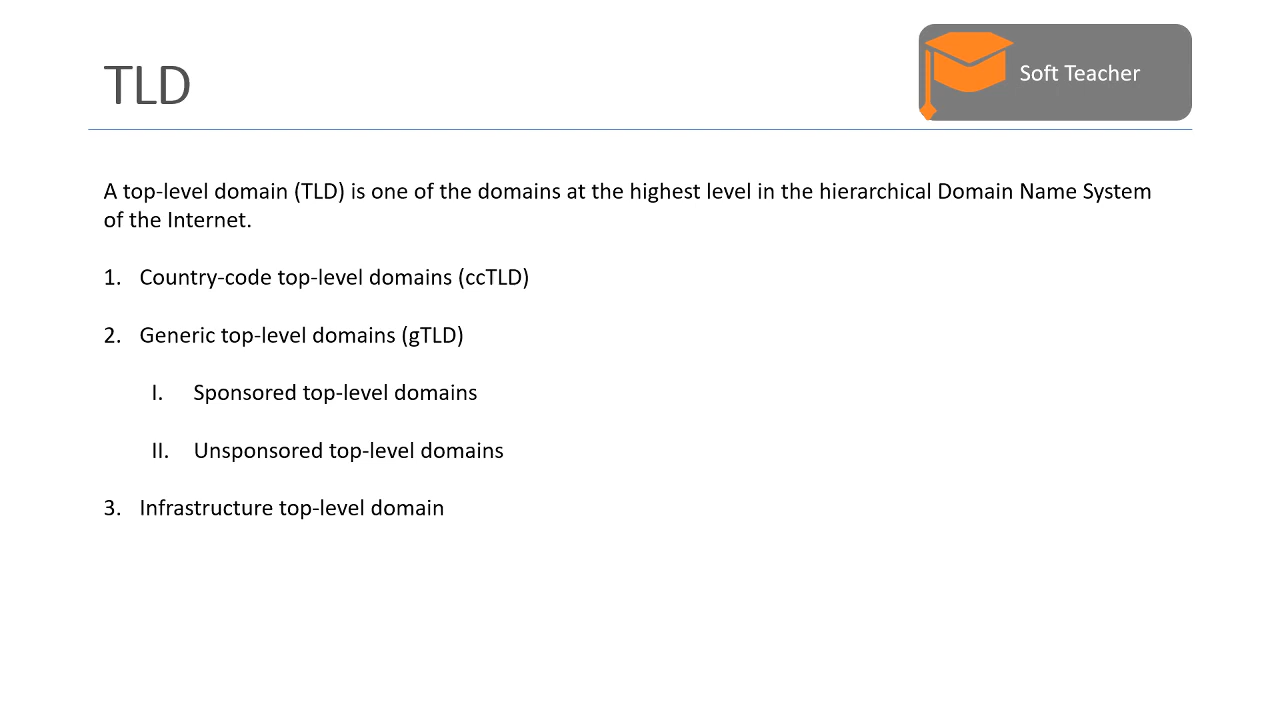 TLD
Soft Teacher
A top-level domain (TLD) is one of the domains at the highest level in the hierarchical Domain Name System
of the Internet.
1. Country-code top-level domains (ccTLD)
2. Generic top-level domains (gTLD)
I. Sponsored top-level domains
II. Unsponsored top-level domains
3. Infrastructure top-level domain